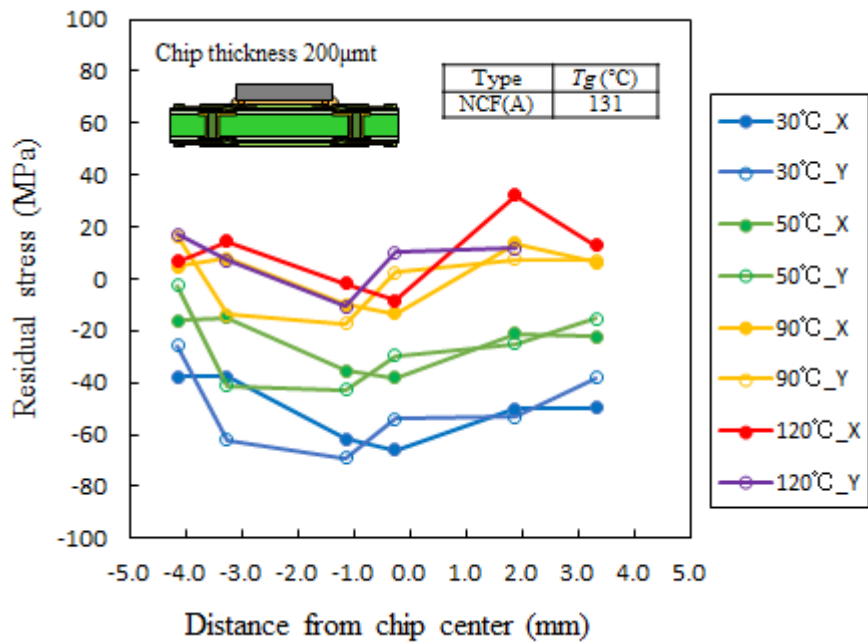 100
80
60
40
20
0
-20
-40
-60
-80
-100
Residual stress (MPa)
Chip thickness 200μmt
Type Tg (°C)
NCF(A) 131
-5.0 -4.0 -3.0 -2.0 -1.0 0.0 1.0 2.0 3.0 4.0 5.0
Distance from chip center (mm)
30℃_X
30℃_Y
50℃_X
50℃_Y
90℃_X
90℃_Y
120℃_X
120℃_Y